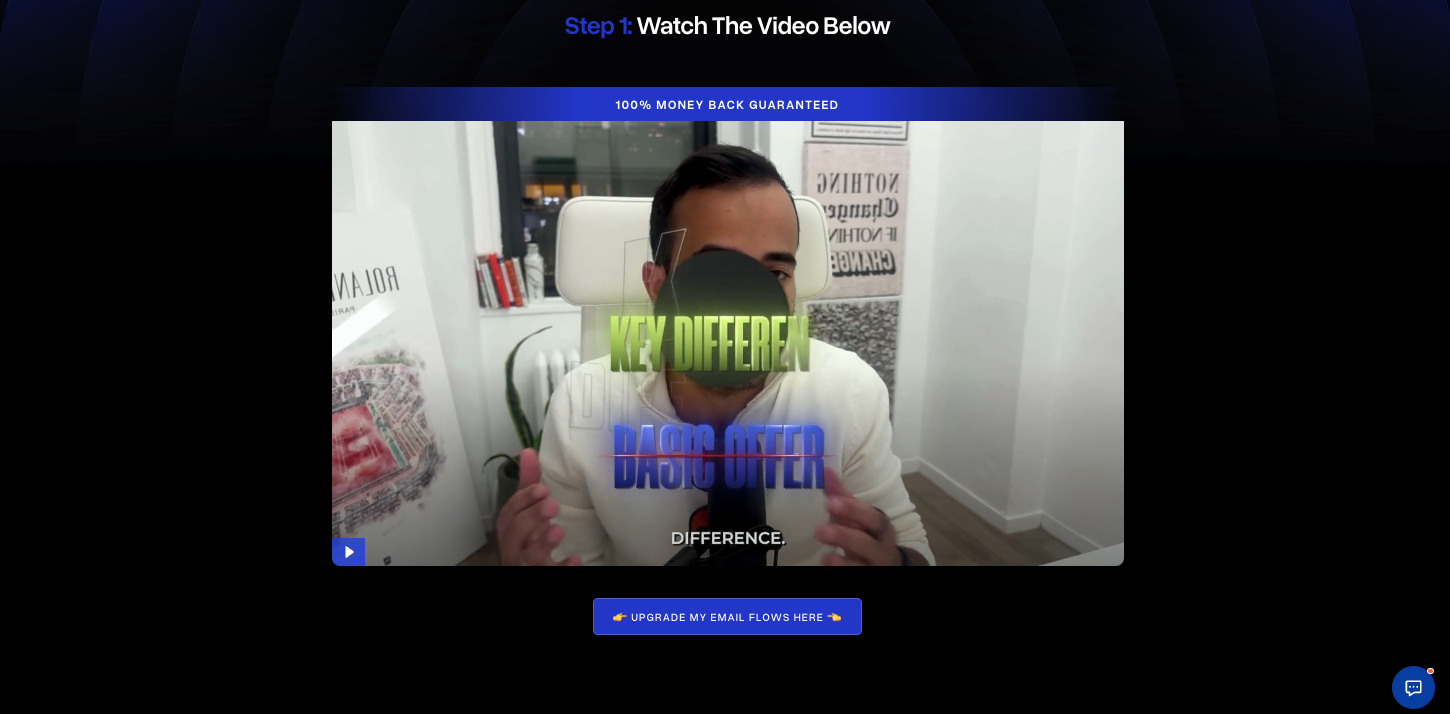 Step 1: Watch The Video Below
100% MONEY BACK GUARANTEED
NOTHING
Changes
IF NOTHING
CHANGES
ROLAN
PARIS
KEY DIFFEREN
BASIC OFFER
DIFFERENCE.
👉 UPGRADE MY EMAIL FLOWS HERE 👈